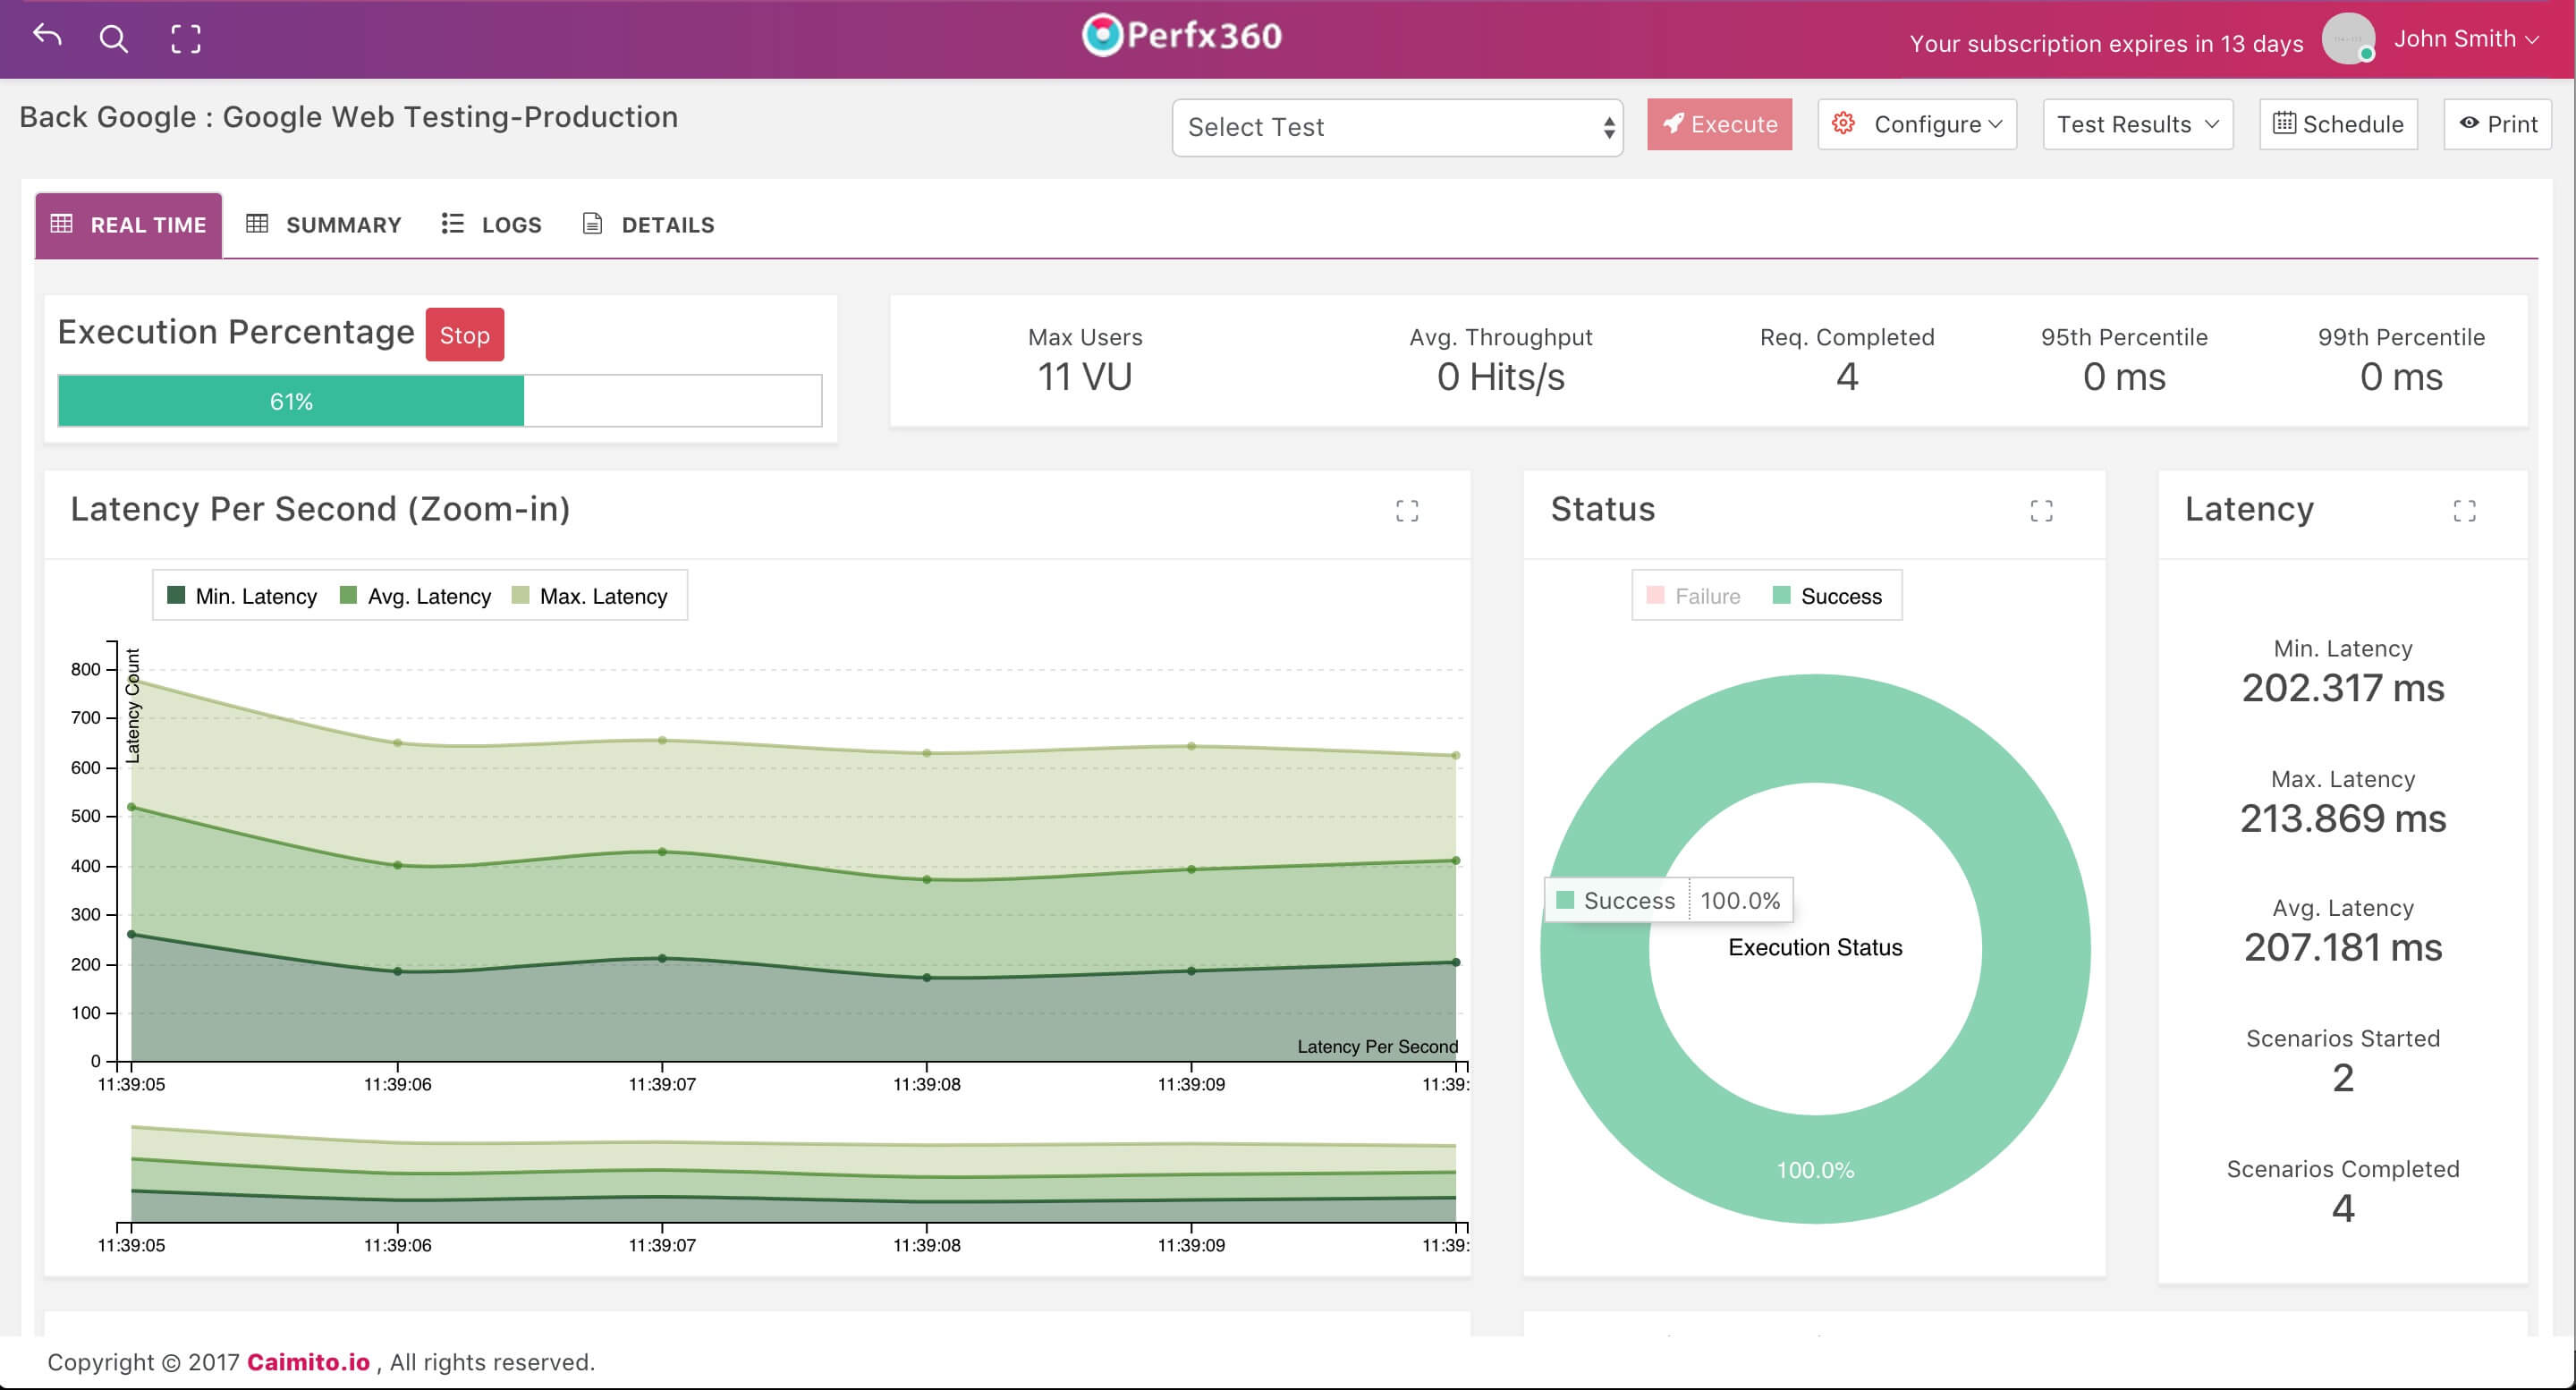 Perfx360
Your subscription expires in 13 days
John Smith
Back Google : Google Web Testing-Production
Select Test
Execute
Configure
Test Results
Schedule
Print
REAL TIME
SUMMARY
LOGS
DETAILS
Execution Percentage
Stop
61%
Max Users
11 VU
Avg. Throughput
0 Hits/s
Req. Completed
4
95th Percentile
0 ms
99th Percentile
0 ms
Latency Per Second (Zoom-in)
Min. Latency
Avg. Latency
Max. Latency
Latency Count
800
700
600
500
400
300
200
100
0
Latency Per Second
11:39:05
11:39:06
11:39:07
11:39:08
11:39:09
11:39:
11:39:05
11:39:06
11:39:07
11:39:08
11:39:09
11:39:
Status
Failure
Success
Success 100.0%
Execution Status
100.0%
Latency
Min. Latency
202.317 ms
Max. Latency
213.869 ms
Avg. Latency
207.181 ms
Scenarios Started
2
Scenarios Completed
4
Copyright © 2017 Caimito.io , All rights reserved.